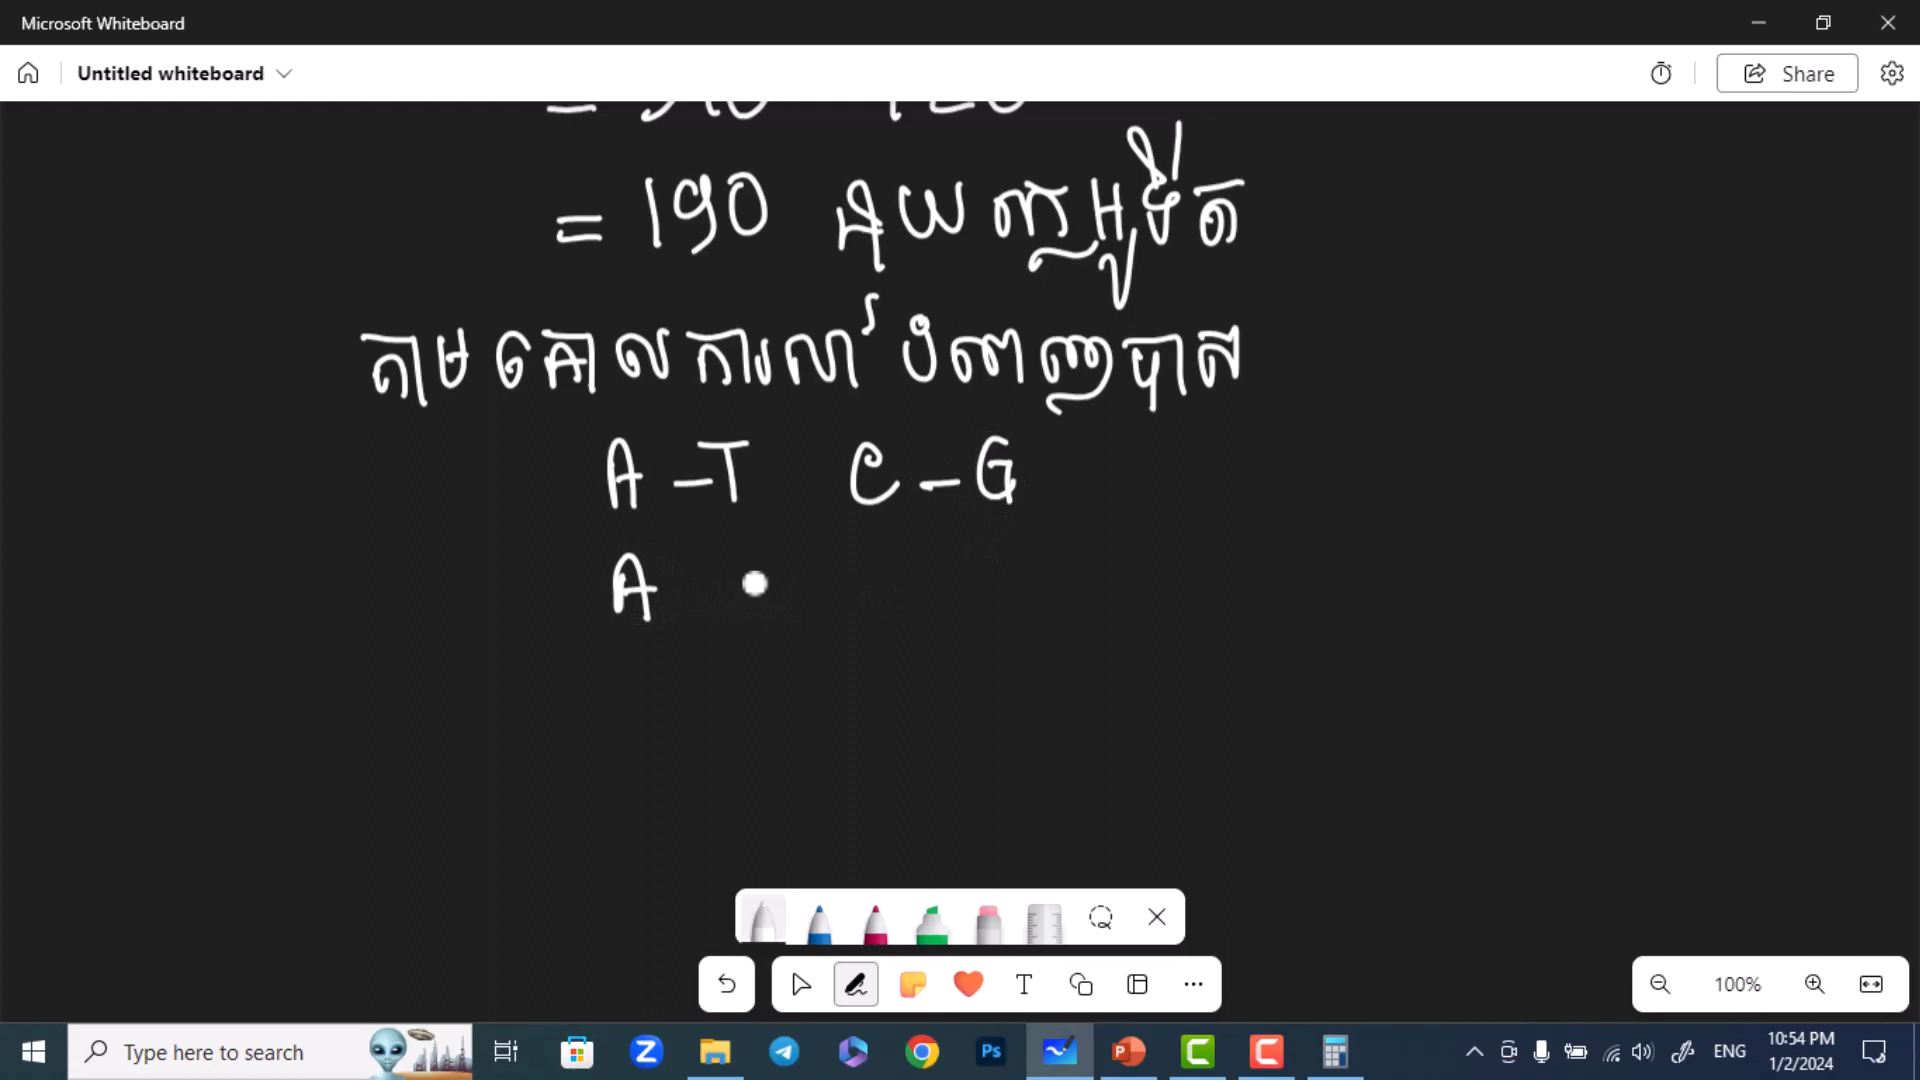 Microsoft Whiteboard
Untitled whiteboard
Share
= 190 នុយក្លេអូទីត
តាមគោលការណ៍បំពេញបាន
A - T C - G
A
100%
Type here to search
ENG
10:54 PM
1/2/2024